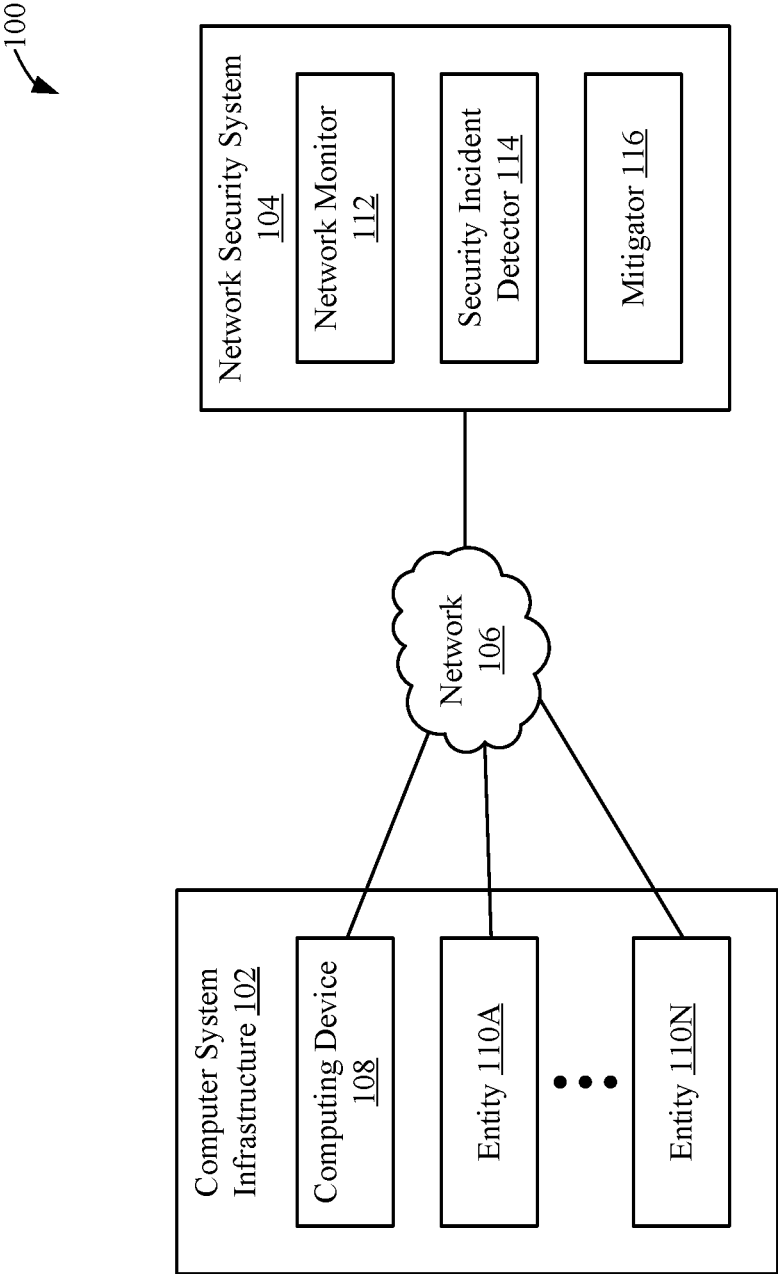 100
Computer System
Infrastructure 102
Computing Device
108
Entity 110A
Entity 110N
Network
106
Network Security System
104
Network Monitor
112
Security Incident
Detector 114
Mitigator 116